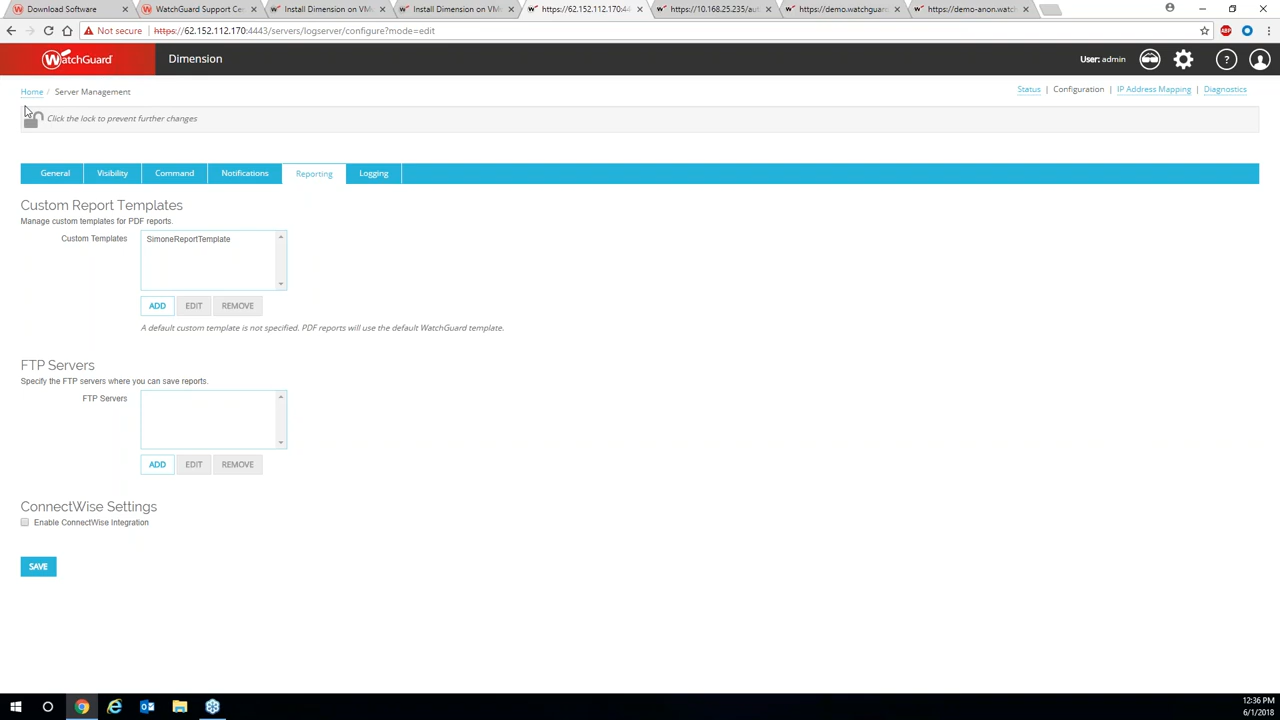 Download Software
WatchGuard Support Ce
Install Dimension on VM
Install Dimension on VM
https://62.152.112.170:4
https://10.168.25.235/au
https://demo.watchguard
https://demo-anon.watch
Not secure https://62.152.112.170:4443/servers/logserver/configure?mode=edit
ABP
WatchGuard Dimension User: admin ?
Home / Server Management Status | Configuration | IP Address Mapping | Diagnostics
Click the lock to prevent further changes
General Visibility Command Notifications Reporting Logging
Custom Report Templates
Manage custom templates for PDF reports.
Custom Templates SimoneReportTemplate
ADD EDIT REMOVE
A default custom template is not specified. PDF reports will use the default WatchGuard template.
FTP Servers
Specify the FTP servers where you can save reports.
FTP Servers
ADD EDIT REMOVE
ConnectWise Settings
Enable ConnectWise Integration
SAVE
12:36 PM
6/1/2018